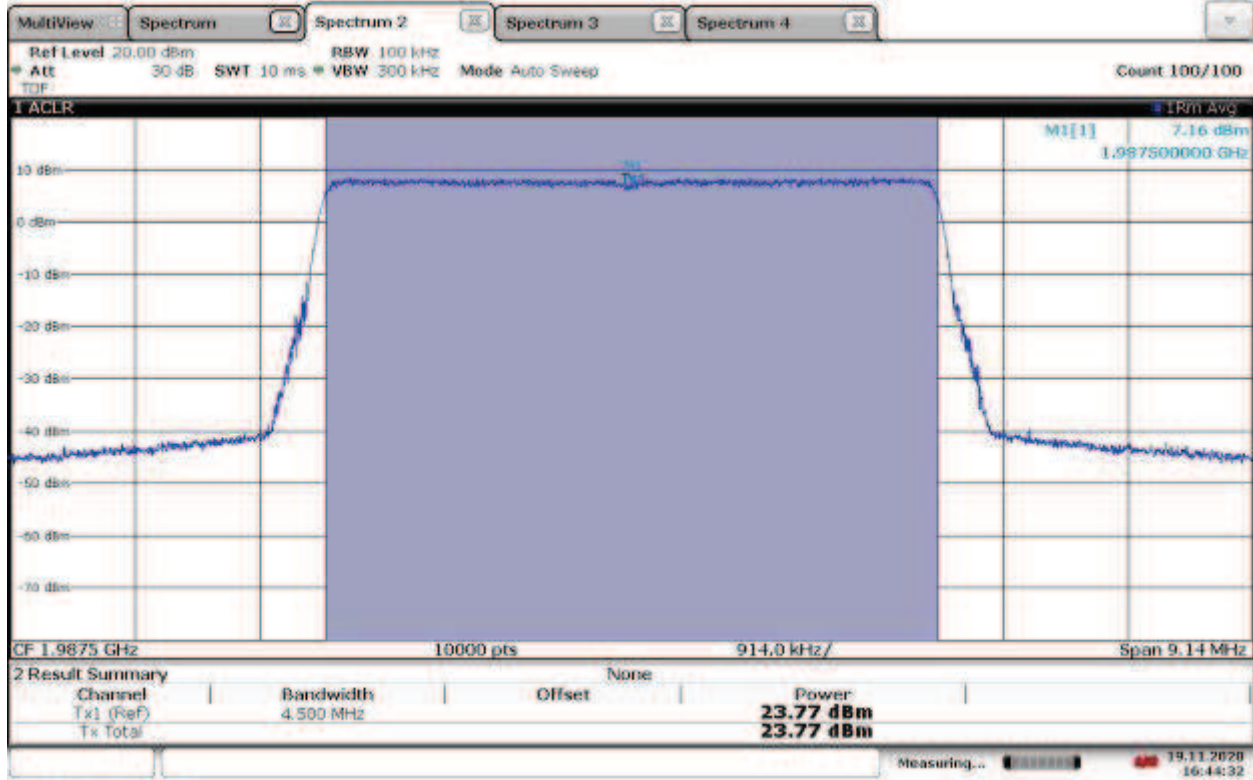 MultiView Spectrum Spectrum 2 Spectrum 3 Spectrum 4
Ref Level 20.00 dBm RBW 100 kHz
Att 30 dB SWT 10 ms VBW 300 kHz Mode Auto Sweep Count 100/100
TDF
1 ACLR 1Rm Avg
M1[1] 7.16 dBm
1.987500000 GHz
10 dBm
M1
Tx1
0 dBm
-10 dBm
-20 dBm
-30 dBm
-40 dBm
-50 dBm
-60 dBm
-70 dBm
CF 1.9875 GHz 10000 pts 914.0 kHz/ Span 9.14 MHz
2 Result Summary None
Channel Bandwidth Offset Power
Tx1 (Ref) 4.500 MHz 23.77 dBm
Tx Total 23.77 dBm
Measuring... 19.11.2020
16:44:32